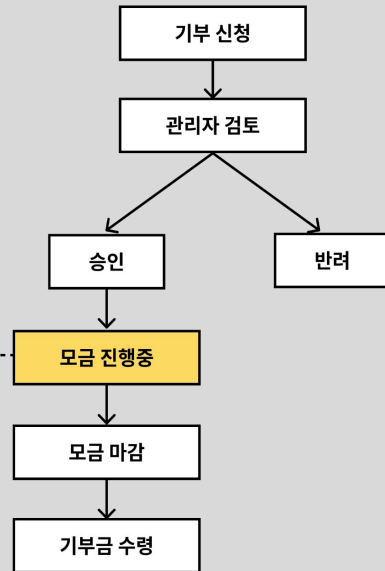 기부 신청
관리자 검토
승인
반려
모금 진행중
모금 마감
기부금 수령